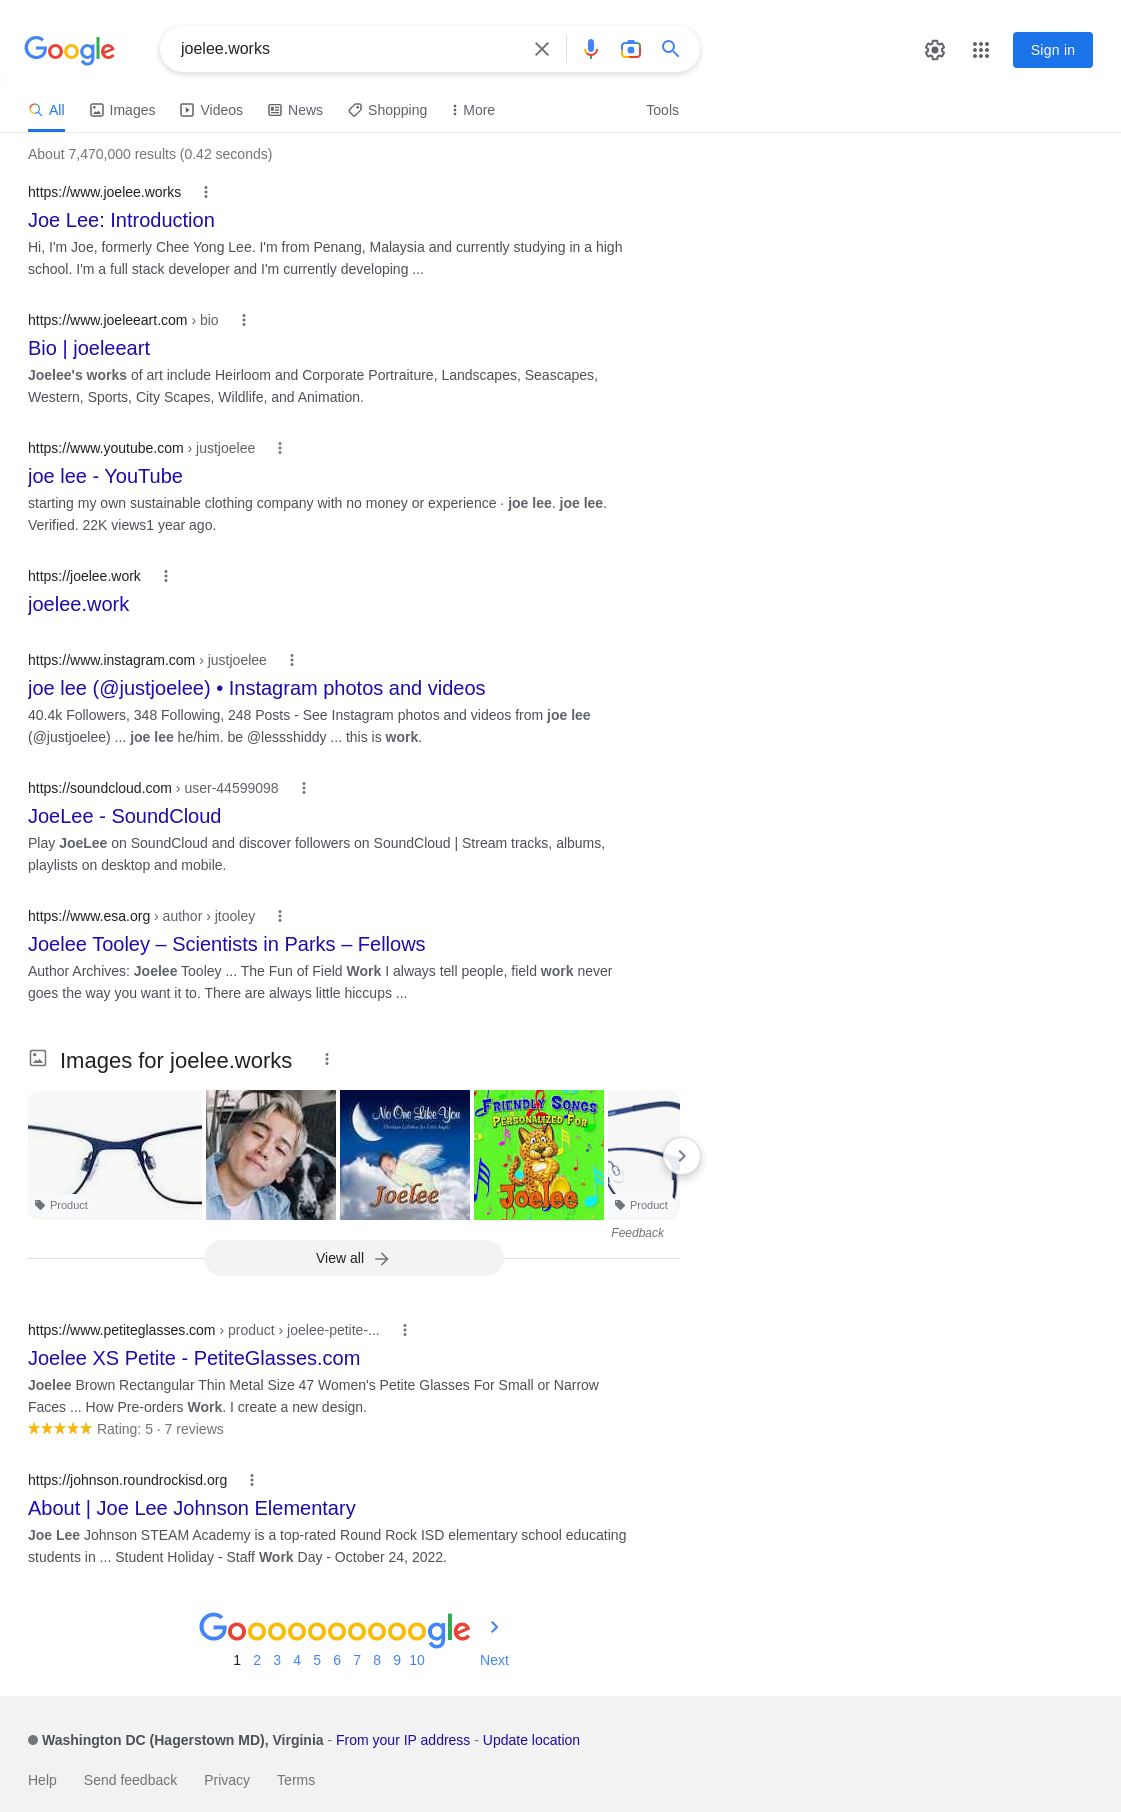 Google
joelee.works
Sign in
All
Images
Videos
News
Shopping
More
Tools
About 7,470,000 results (0.42 seconds)
https://www.joelee.works
Joe Lee: Introduction
Hi, I'm Joe, formerly Chee Yong Lee. I'm from Penang, Malaysia and currently studying in a high
school. I'm a full stack developer and I'm currently developing ...
https://www.joeleeart.com › bio
Bio | joeleeart
Joelee's works of art include Heirloom and Corporate Portraiture, Landscapes, Seascapes,
Western, Sports, City Scapes, Wildlife, and Animation.
https://www.youtube.com › justjoelee
joe lee - YouTube
starting my own sustainable clothing company with no money or experience · joe lee. joe lee.
Verified. 22K views1 year ago.
https://joelee.work
joelee.work
https://www.instagram.com › justjoelee
joe lee (@justjoelee) • Instagram photos and videos
40.4k Followers, 348 Following, 248 Posts - See Instagram photos and videos from joe lee
(@justjoelee) ... joe lee he/him. be @lessshiddy ... this is work.
https://soundcloud.com › user-44599098
JoeLee - SoundCloud
Play JoeLee on SoundCloud and discover followers on SoundCloud | Stream tracks, albums,
playlists on desktop and mobile.
https://www.esa.org › author › jtooley
Joelee Tooley – Scientists in Parks – Fellows
Author Archives: Joelee Tooley ... The Fun of Field Work I always tell people, field work never
goes the way you want it to. There are always little hiccups ...
Images for joelee.works
No One Like You
Christian Lullabies for Little Angels
Joelee
FRIENDLY SONGS
PERSONALIZED FOR
Joelee
Product
Product
Feedback
View all
https://www.petiteglasses.com › product › joelee-petite-...
Joelee XS Petite - PetiteGlasses.com
Joelee Brown Rectangular Thin Metal Size 47 Women's Petite Glasses For Small or Narrow
Faces ... How Pre-orders Work. I create a new design.
Rating: 5 · 7 reviews
https://johnson.roundrockisd.org
About | Joe Lee Johnson Elementary
Joe Lee Johnson STEAM Academy is a top-rated Round Rock ISD elementary school educating
students in ... Student Holiday - Staff Work Day - October 24, 2022.
Goooooooooogle
1 2 3 4 5 6 7 8 9 10 Next
Washington DC (Hagerstown MD), Virginia - From your IP address - Update location
Help Send feedback Privacy Terms